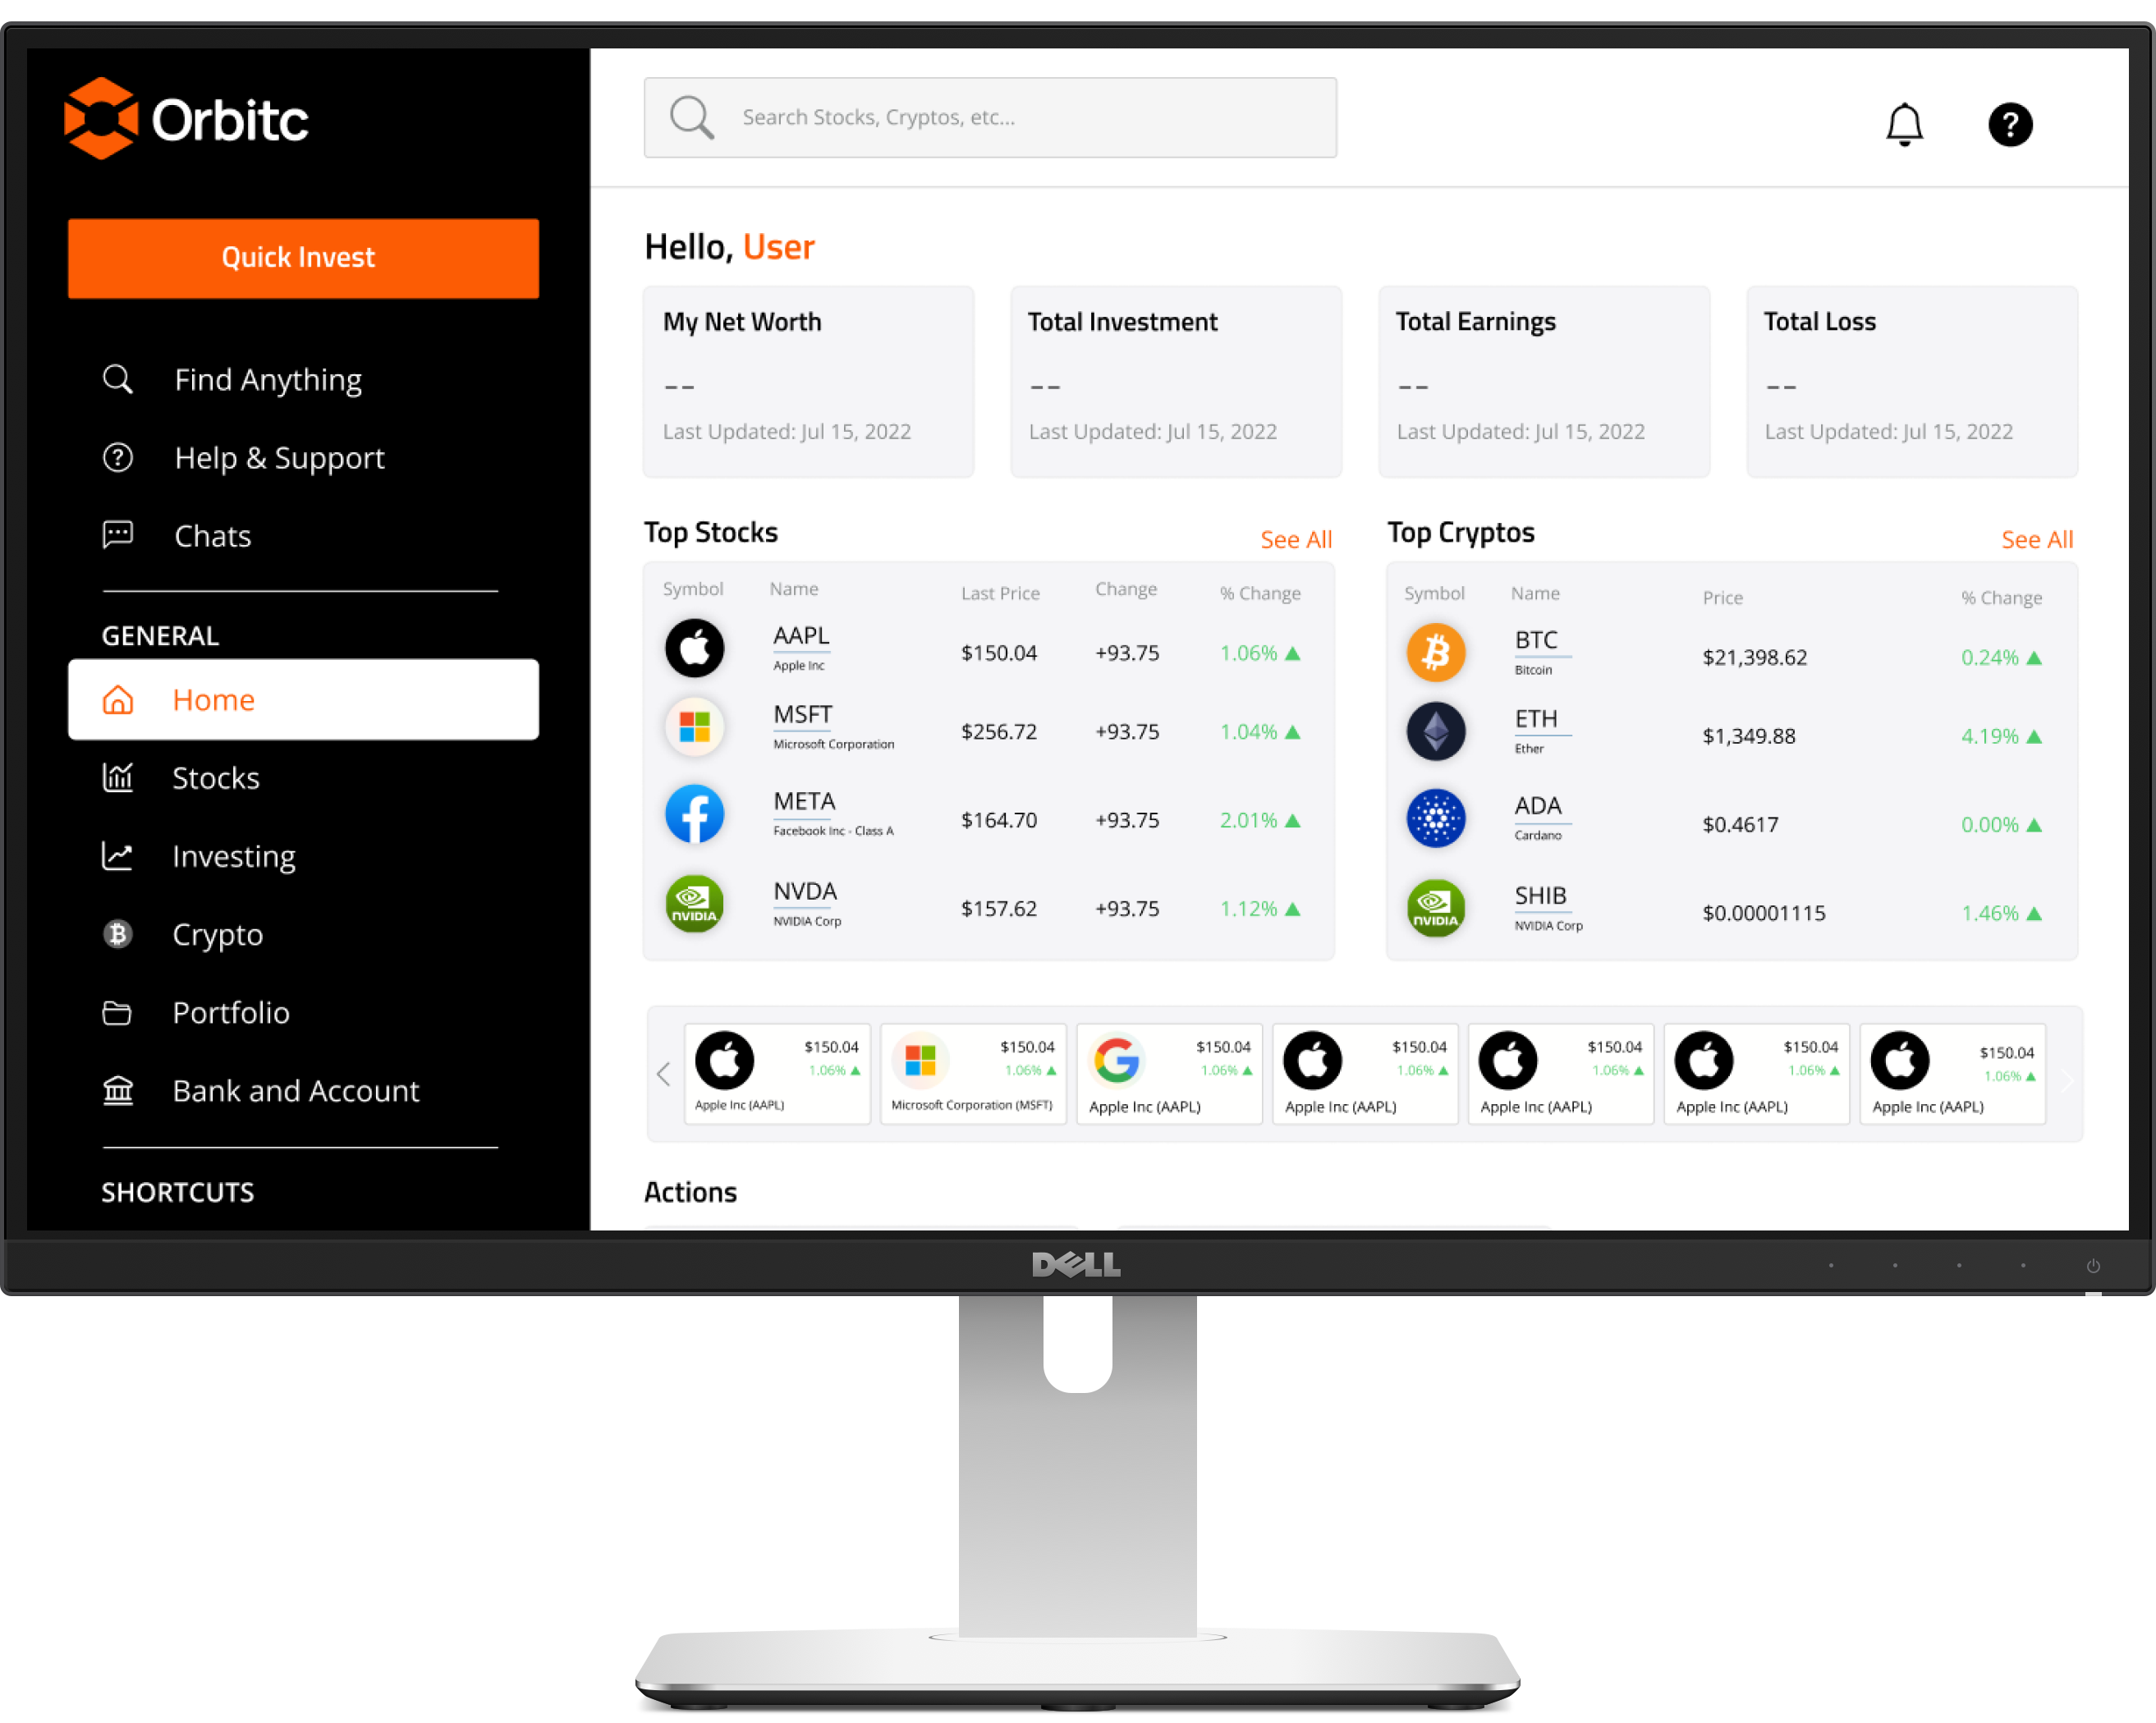 Orbitc
Quick Invest
Find Anything
Help & Support
Chats
GENERAL
Home
Stocks
Investing
Crypto
Portfolio
Bank and Account
SHORTCUTS
Search Stocks, Cryptos, etc...
?
Hello, User
My Net Worth
--
Last Updated: Jul 15, 2022
Total Investment
--
Last Updated: Jul 15, 2022
Total Earnings
--
Last Updated: Jul 15, 2022
Total Loss
--
Last Updated: Jul 15, 2022
Top Stocks
See All
Symbol Name Last Price Change % Change
AAPL
Apple Inc
$150.04 +93.75 1.06%
MSFT
Microsoft Corporation
$256.72 +93.75 1.04%
META
Facebook Inc - Class A
$164.70 +93.75 2.01%
NVIDIA
NVDA
NVIDIA Corp
$157.62 +93.75 1.12%
Top Cryptos
See All
Symbol Name Price % Change
BTC
Bitcoin
$21,398.62 0.24%
ETH
Ether
$1,349.88 4.19%
ADA
Cardano
$0.4617 0.00%
NVIDIA
SHIB
NVIDIA Corp
$0.00001115 1.46%
$150.04
1.06%
Apple Inc (AAPL)
$150.04
1.06%
Microsoft Corporation (MSFT)
$150.04
1.06%
Apple Inc (AAPL)
$150.04
1.06%
Apple Inc (AAPL)
$150.04
1.06%
Apple Inc (AAPL)
$150.04
1.06%
Apple Inc (AAPL)
$150.04
1.06%
Apple Inc (AAPL)
Actions
DELL